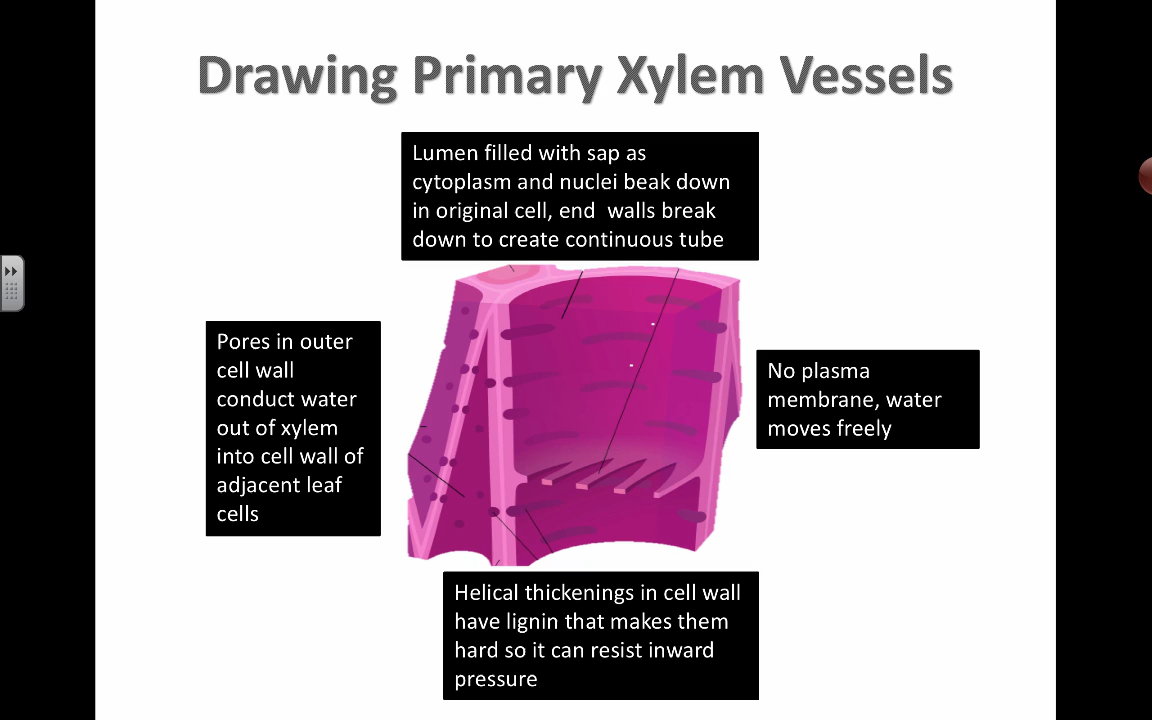 Drawing Primary Xylem Vessels
Lumen filled with sap as
cytoplasm and nuclei beak down
in original cell, end walls break
down to create continuous tube
Pores in outer
cell wall
conduct water
out of xylem
into cell wall of
adjacent leaf
cells
No plasma
membrane, water
moves freely
Helical thickenings in cell wall
have lignin that makes them
hard so it can resist inward
pressure